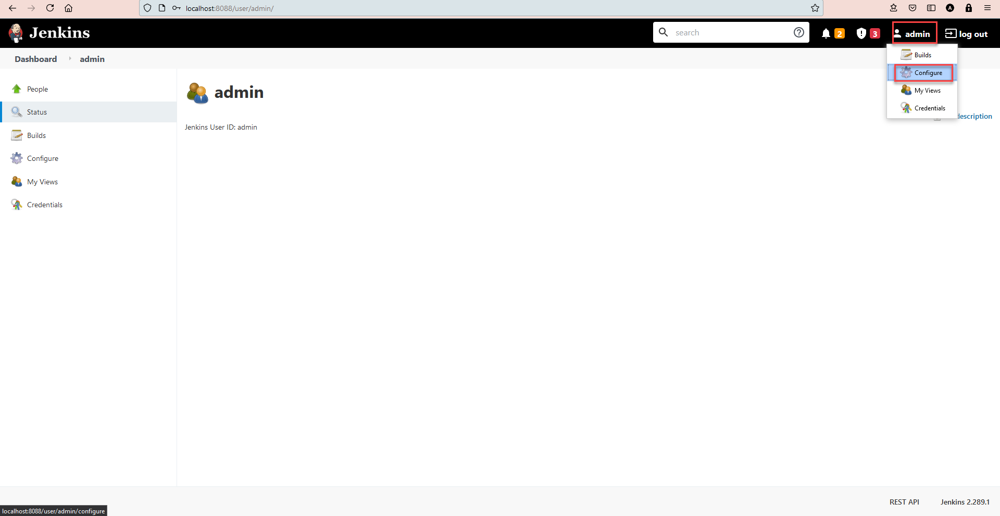 localhost:8088/user/admin/
A
Jenkins
search
2
3
admin
log out
Dashboard
admin
Builds
Configure
My Views
Credentials
description
People
Status
Builds
Configure
My Views
Credentials
admin
Jenkins User ID: admin
REST API
Jenkins 2.289.1
localhost:8088/user/admin/configure